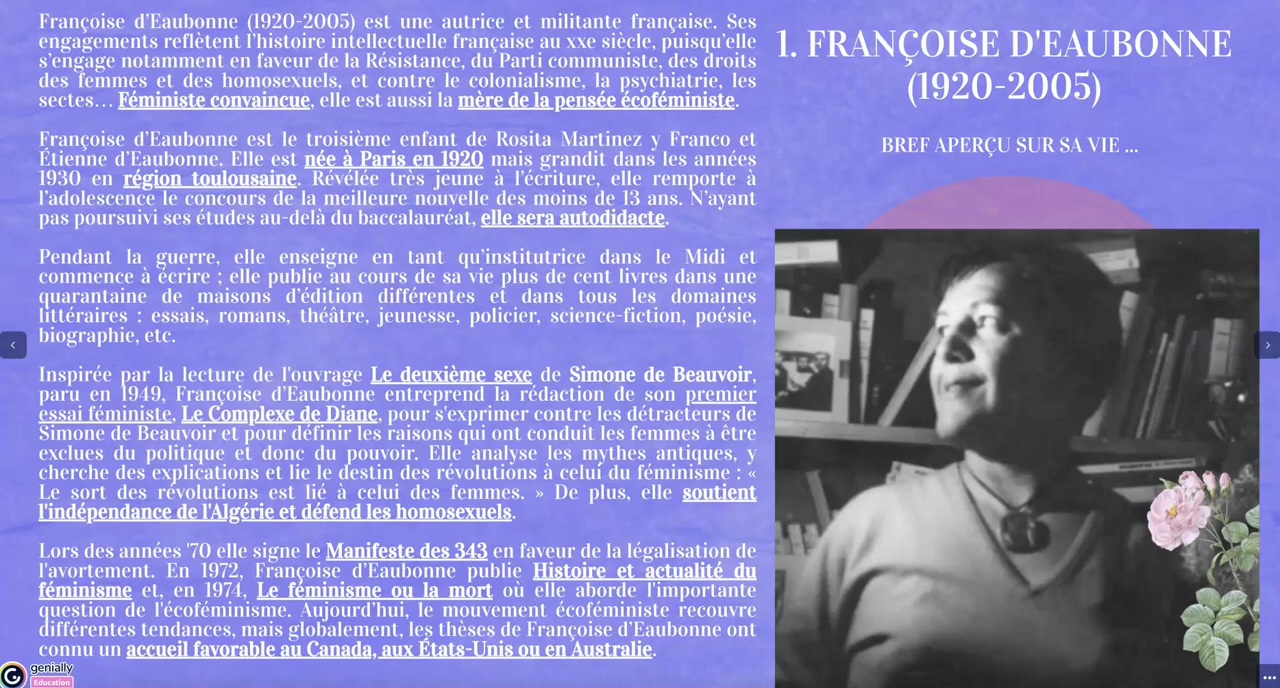 Françoise d'Eaubonne (1920-2005) est une autrice et militante française. Ses
engagements reflètent l'histoire intellectuelle française au xxe siècle, puisqu'elle
s'engage notamment en faveur de la Résistance, du Parti communiste, des droits
des femmes et des homosexuels, et contre le colonialisme, la psychiatrie, les
sectes… Féministe convaincue, elle est aussi la mère de la pensée écoféministe.
Françoise d'Eaubonne est le troisième enfant de Rosita Martinez y Franco et
Étienne d'Eaubonne. Elle est née à Paris en 1920 mais grandit dans les années
1930 en région toulousaine. Révélée très jeune à l'écriture, elle remporte à
l'adolescence le concours de la meilleure nouvelle des moins de 13 ans. N'ayant
pas poursuivi ses études au-delà du baccalauréat, elle sera autodidacte.
Pendant la guerre, elle enseigne en tant qu'institutrice dans le Midi et
commence à écrire ; elle publie au cours de sa vie plus de cent livres dans une
quarantaine de maisons d'édition différentes et dans tous les domaines
littéraires : essais, romans, théâtre, jeunesse, policier, science-fiction, poésie,
biographie, etc.
Inspirée par la lecture de l'ouvrage Le deuxième sexe de Simone de Beauvoir,
paru en 1949, Françoise d'Eaubonne entreprend la rédaction de son premier
essai féministe, Le Complexe de Diane, pour s'exprimer contre les détracteurs de
Simone de Beauvoir et pour définir les raisons qui ont conduit les femmes à être
exclues du politique et donc du pouvoir. Elle analyse les mythes antiques, y
cherche des explications et lie le destin des révolutions à celui du féminisme : «
Le sort des révolutions est lié à celui des femmes. » De plus, elle soutient
l'indépendance de l'Algérie et défend les homosexuels.
Lors des années '70 elle signe le Manifeste des 343 en faveur de la légalisation de
l'avortement. En 1972, Françoise d'Eaubonne publie Histoire et actualité du
féminisme et, en 1974, Le féminisme ou la mort où elle aborde l'importante
question de l'écoféminisme. Aujourd'hui, le mouvement écoféministe recouvre
différentes tendances, mais globalement, les thèses de Françoise d'Eaubonne ont
connu un accueil favorable au Canada, aux États-Unis ou en Australie.
genially
Education
1. FRANÇOISE D'EAUBONNE
(1920-2005)
BREF APERÇU SUR SA VIE ...